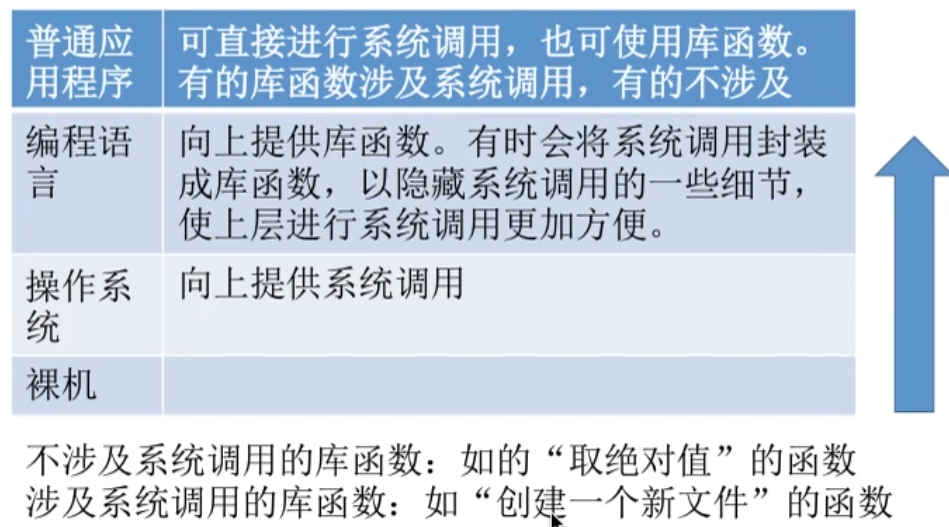 普通应
用程序
可直接进行系统调用，也可使用库函数。
有的库函数涉及系统调用，有的不涉及
编程语
言
向上提供库函数。有时会将系统调用封装
成库函数，以隐藏系统调用的一些细节，
使上层进行系统调用更加方便。
操作系
统
向上提供系统调用
裸机
不涉及系统调用的库函数：如的“取绝对值”的函数
涉及系统调用的库函数：如“创建一个新文件”的函数